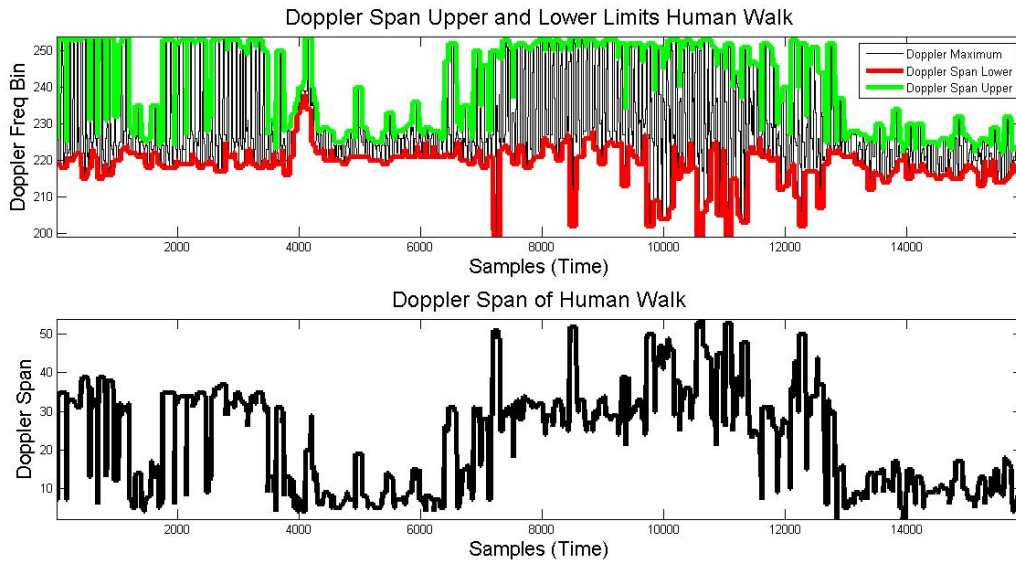 Doppler Span Upper and Lower Limits Human Walk
Doppler Freq Bin
250
240
230
220
210
200
Doppler Maximum
Doppler Span Lower
Doppler Span Upper
2000 4000 6000 8000 10000 12000 14000
Samples (Time)
Doppler Span of Human Walk
Doppler Span
50
40
30
20
10
2000 4000 6000 8000 10000 12000 14000
Samples (Time)